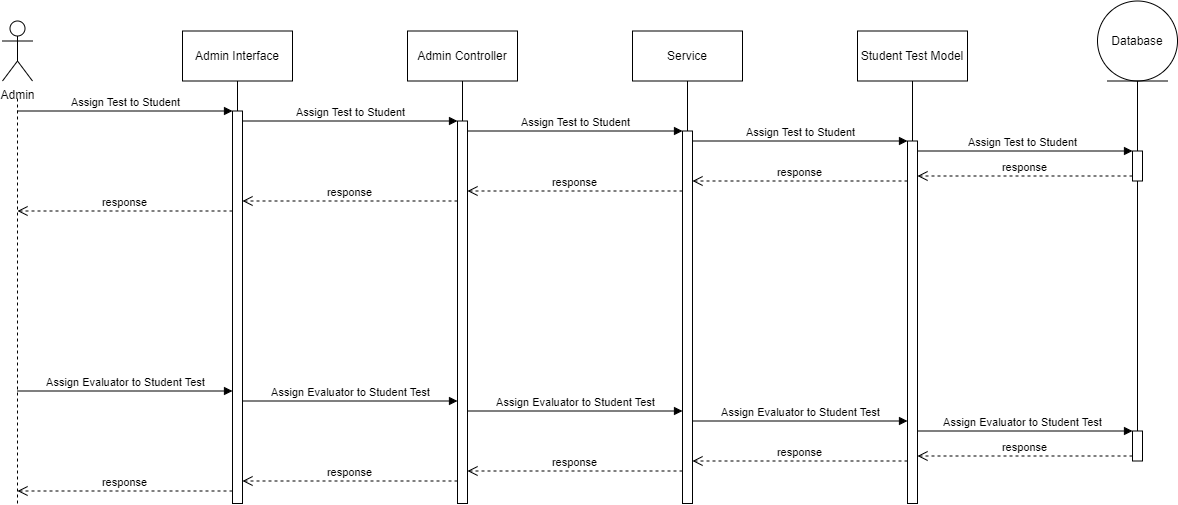 Admin Interface
Admin Controller
Service
Student Test Model
Database
Admin
Assign Test to Student
Assign Test to Student
Assign Test to Student
Assign Test to Student
Assign Test to Student
response
response
response
response
response
Assign Evaluator to Student Test
Assign Evaluator to Student Test
Assign Evaluator to Student Test
Assign Evaluator to Student Test
Assign Evaluator to Student Test
response
response
response
response
response